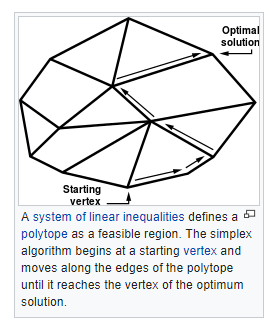 Optimal
solution
Starting
vertex
A system of linear inequalities defines a
polytope as a feasible region. The simplex
algorithm begins at a starting vertex and
moves along the edges of the polytope
until it reaches the vertex of the optimum
solution.